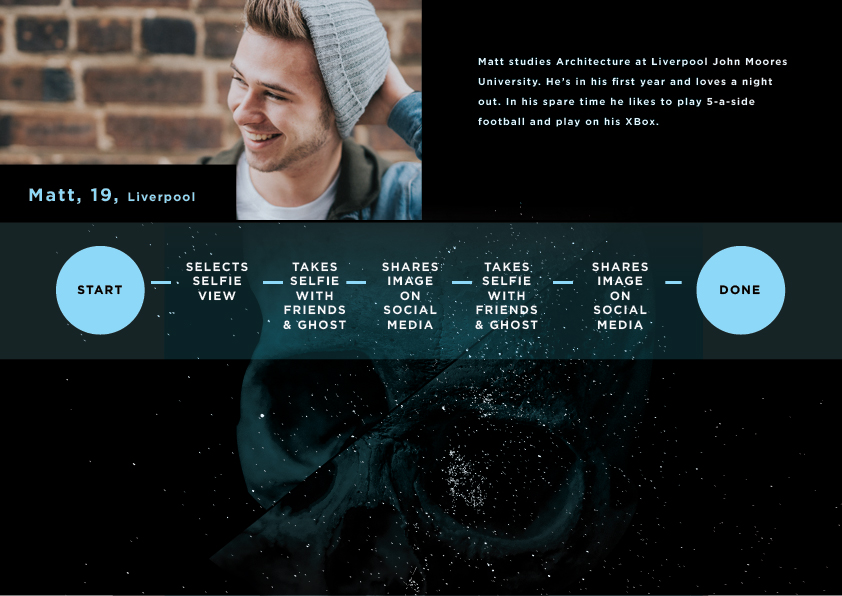 Matt studies Architecture at Liverpool John Moores
University. He's in his first year and loves a night
out. In his spare time he likes to play 5-a-side
football and play on his XBox.
Matt, 19, Liverpool
START
SELECTS
SELFIE
VIEW
TAKES
SELFIE
WITH
FRIENDS
& GHOST
SHARES
IMAGE
ON
SOCIAL
MEDIA
TAKES
SELFIE
WITH
FRIENDS
& GHOST
SHARES
IMAGE
ON
SOCIAL
MEDIA
DONE